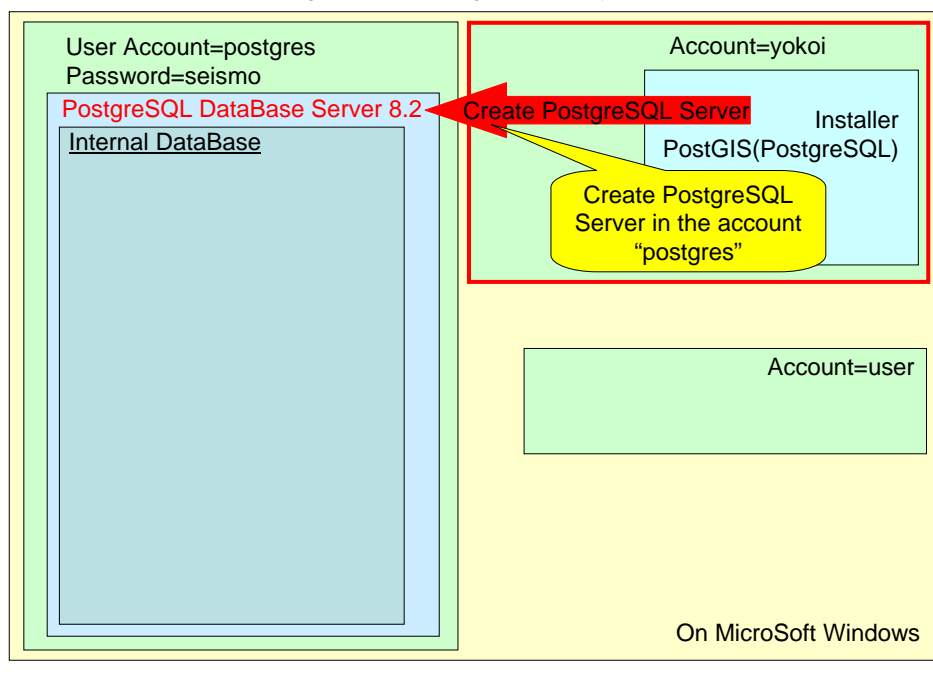 User Account=postgres
Password=seismo
PostgreSQL DataBase Server 8.2
Internal DataBase
Account=yokoi
Create PostgreSQL Server
Installer
PostGIS(PostgreSQL)
Create PostgreSQL
Server in the account
“postgres”
Account=user
On MicroSoft Windows